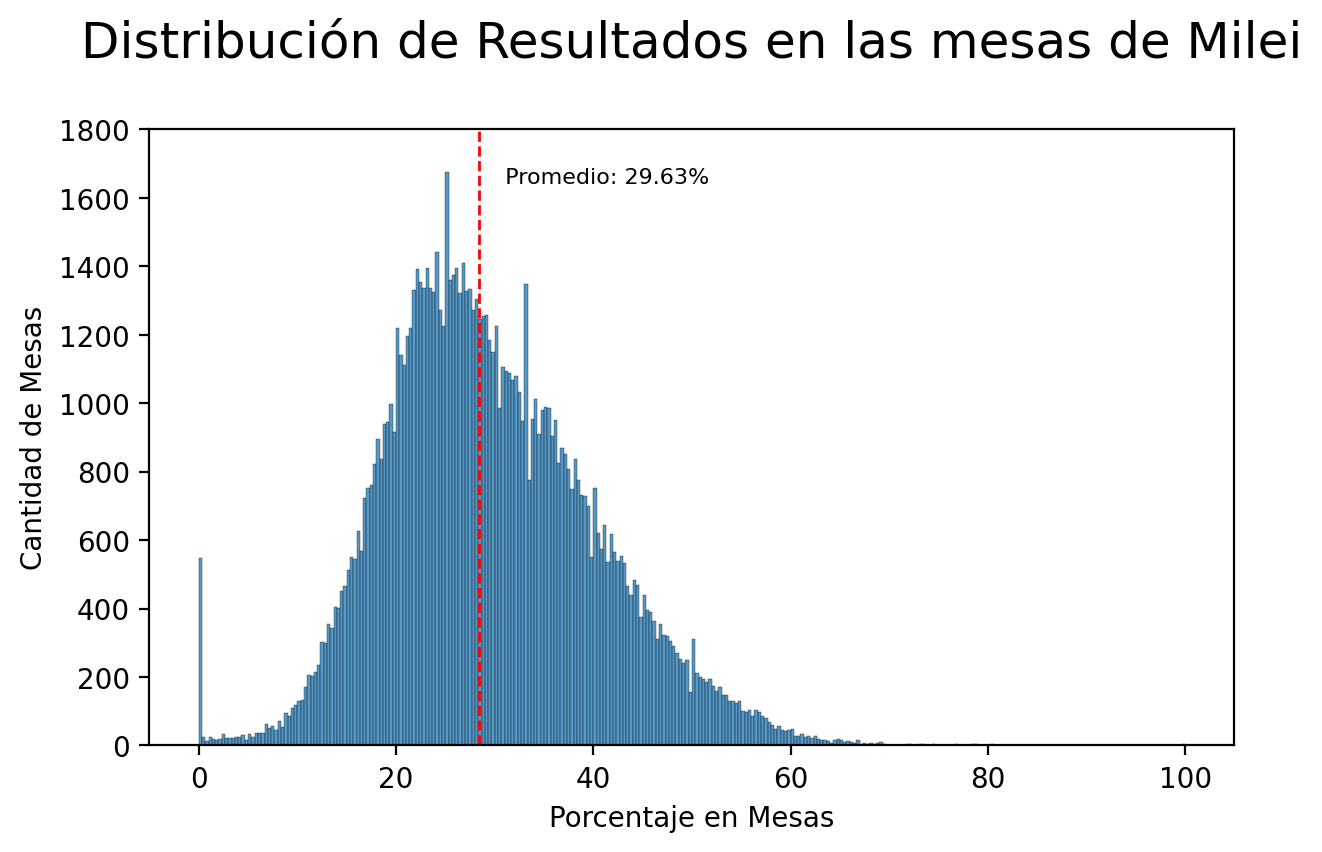 Distribución de Resultados en las mesas de Milei
1800
1600
1400
1200
1000
800
600
400
200
0
Promedio: 29.63%
Cantidad de Mesas
0 20 40 60 80 100
Porcentaje en Mesas